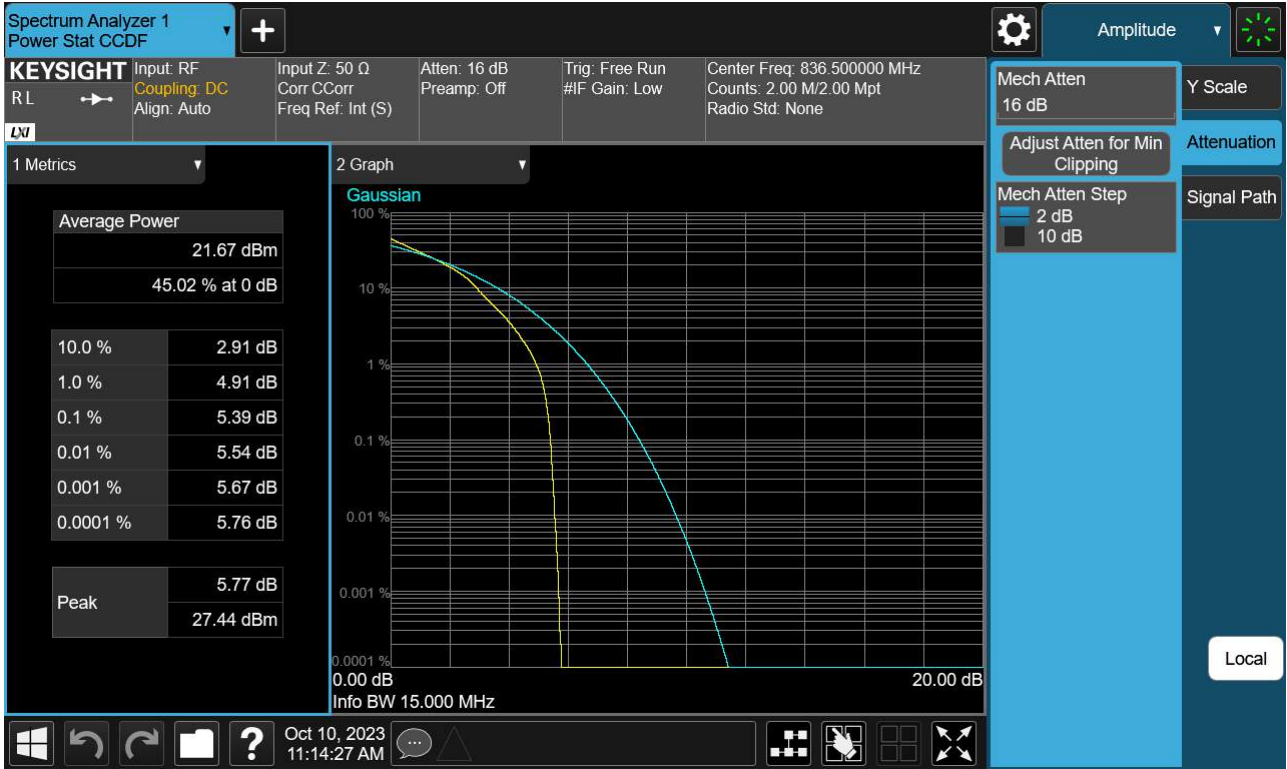 Spectrum Analyzer 1
Power Stat CCDF
Amplitude
KEYSIGHT
RL
LXI
Input: RF
Coupling: DC
Align: Auto
Input Z: 50 Ω
Corr CCorr
Freq Ref: Int (S)
Atten: 16 dB
Preamp: Off
Trig: Free Run
#IF Gain: Low
Center Freq: 836.500000 MHz
Counts: 2.00 M/2.00 Mpt
Radio Std: None
1 Metrics
Average Power
21.67 dBm
45.02 % at 0 dB
10.0 % 2.91 dB
1.0 % 4.91 dB
0.1 % 5.39 dB
0.01 % 5.54 dB
0.001 % 5.67 dB
0.0001 % 5.76 dB
Peak
5.77 dB
27.44 dBm
2 Graph
Gaussian
100 %
10 %
1 %
0.1 %
0.01 %
0.001 %
0.0001 %
0.00 dB 20.00 dB
Info BW 15.000 MHz
Mech Atten
16 dB
Adjust Atten for Min
Clipping
Mech Atten Step
2 dB
10 dB
Y Scale
Attenuation
Signal Path
Local
?
Oct 10, 2023
11:14:27 AM